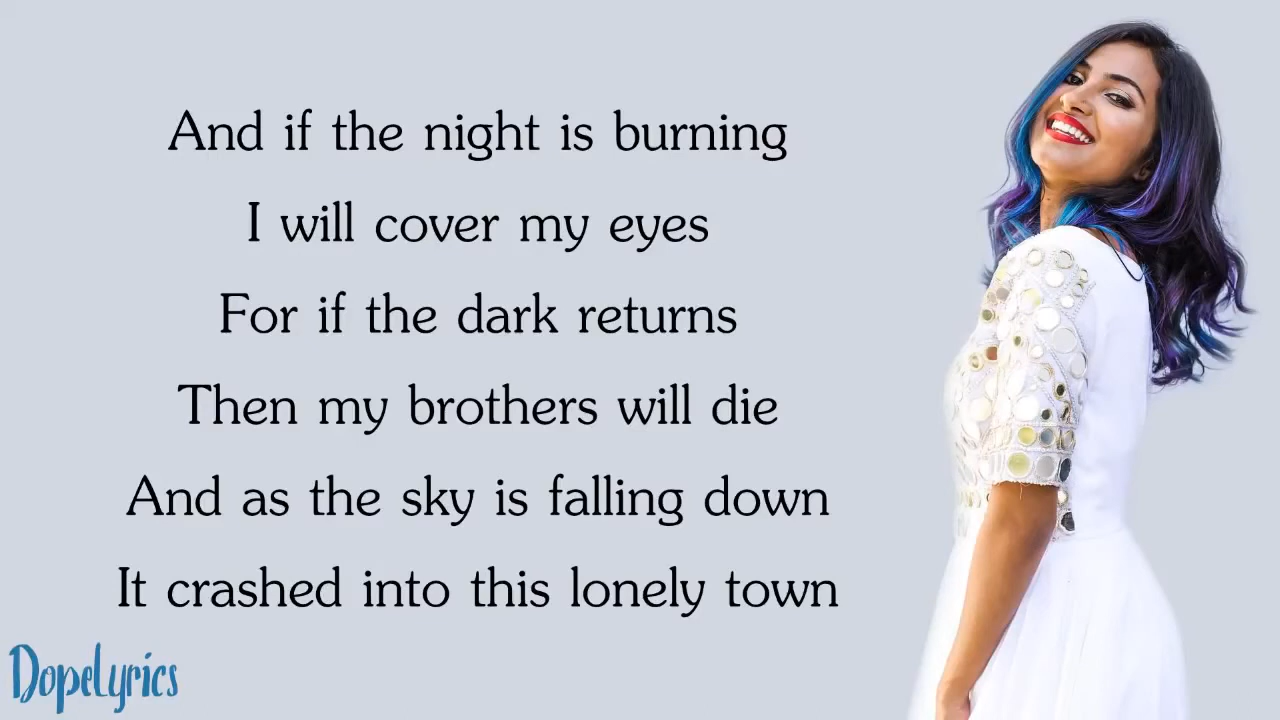 And if the night is burning
I will cover my eyes
For if the dark returns
Then my brothers will die
And as the sky is falling down
It crashed into this lonely town
DopeLyrics